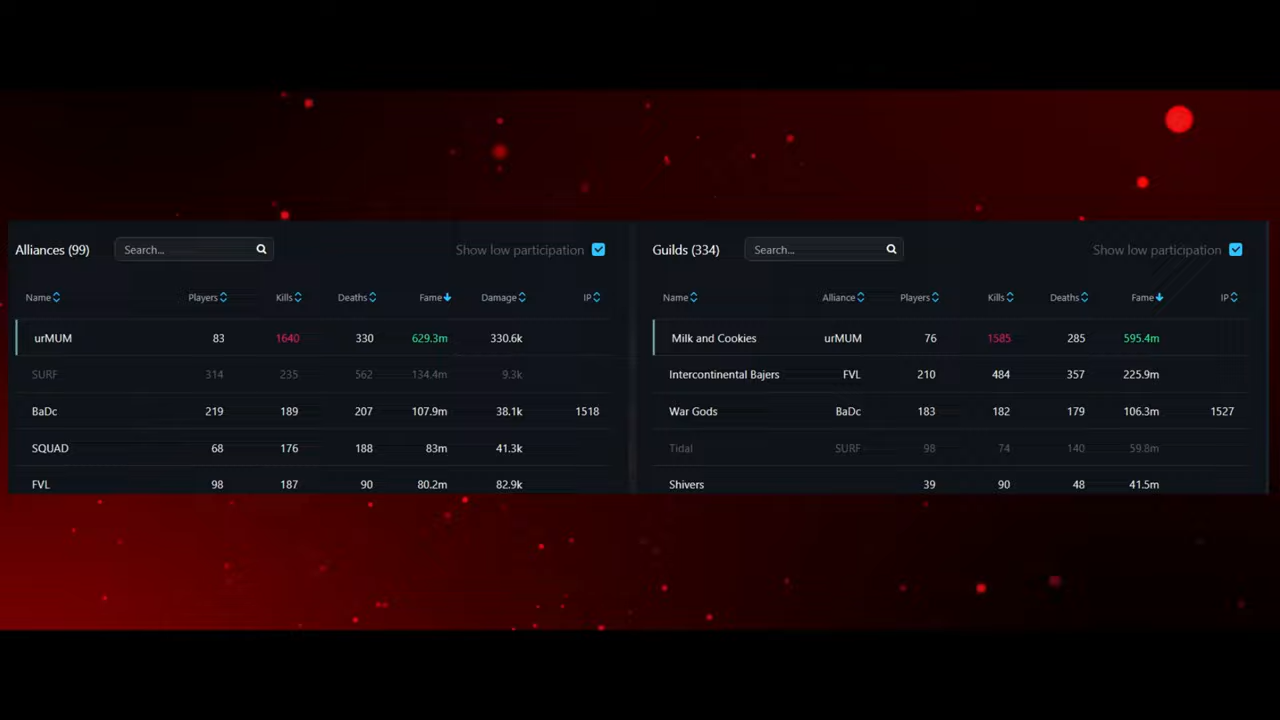 Alliances (99) Search... Show low participation
Name Players Kills Deaths Fame Damage IP
urMUM 83 1640 330 629.3m 330.6k
SURF 314 235 562 134.4m 9.3k
BaDc 219 189 207 107.9m 38.1k 1518
SQUAD 68 176 188 83m 41.3k
FVL 98 187 90 80.2m 82.9k
Guilds (334) Search... Show low participation
Name Alliance Players Kills Deaths Fame IP
Milk and Cookies urMUM 76 1585 285 595.4m
Intercontinental Bajers FVL 210 484 357 225.9m
War Gods BaDc 183 182 179 106.3m 1527
Tidal SURF 98 74 140 59.8m
Shivers 39 90 48 41.5m